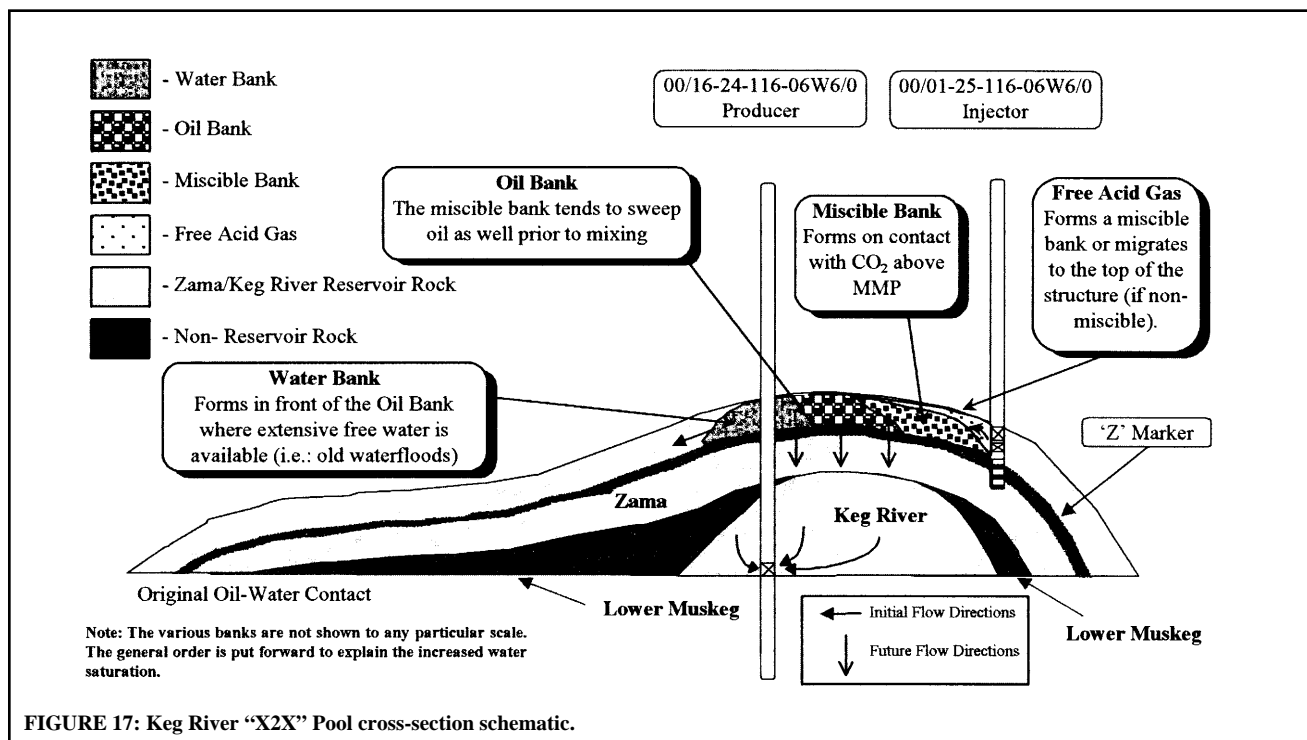 - Water Bank
- Oil Bank
- Miscible Bank
- Free Acid Gas
- Zama/Keg River Reservoir Rock
- Non- Reservoir Rock
00/16-24-116-06W6/0
Producer
00/01-25-116-06W6/0
Injector
Oil Bank
The miscible bank tends to sweep
oil as well prior to mixing
Miscible Bank
Forms on contact
with CO₂ above
MMP
Free Acid Gas
Forms a miscible
bank or migrates
to the top of the
structure (if non-
miscible).
Water Bank
Forms in front of the Oil Bank
where extensive free water is
available (i.e.: old waterfloods)
'Z' Marker
Zama
Keg River
Original Oil-Water Contact
Lower Muskeg
Lower Muskeg
Initial Flow Directions
Future Flow Directions
Note: The various banks are not shown to any particular scale.
The general order is put forward to explain the increased water
saturation.
FIGURE 17: Keg River “X2X” Pool cross-section schematic.